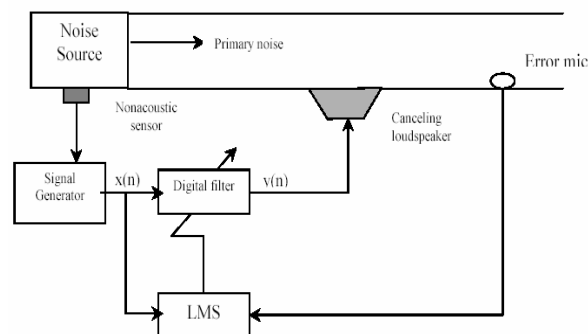 Noise
Source
Primary noise
Error mic
Nonacoustic
sensor
Canceling
loudspeaker
Signal
Generator
x(n)
Digital filter
v(n)
LMS